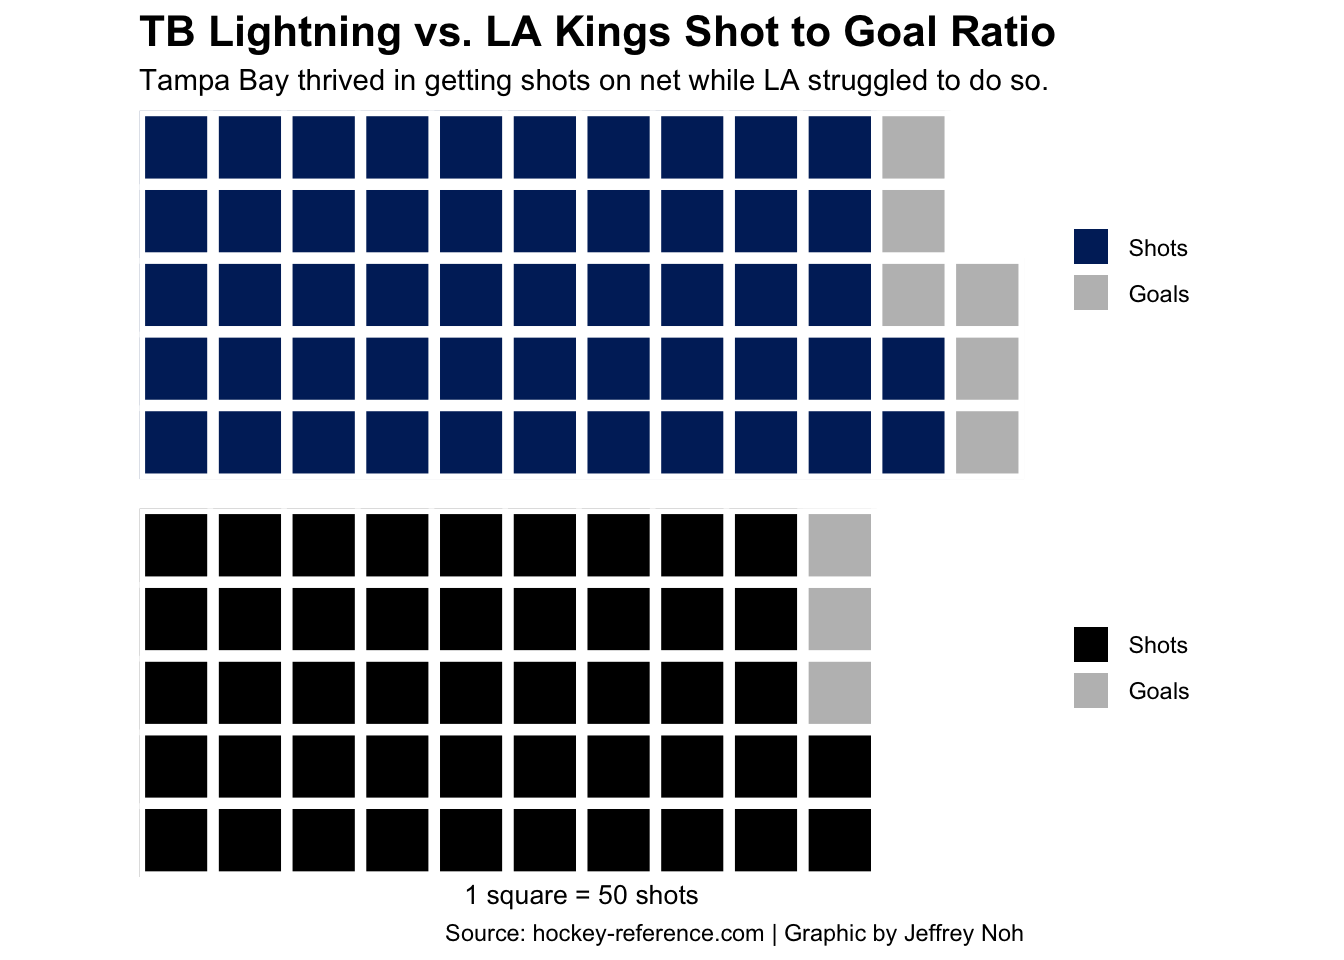 TB Lightning vs. LA Kings Shot to Goal Ratio
Tampa Bay thrived in getting shots on net while LA struggled to do so.
Shots
Goals
Shots
Goals
1 square = 50 shots
Source: hockey-reference.com | Graphic by Jeffrey Noh